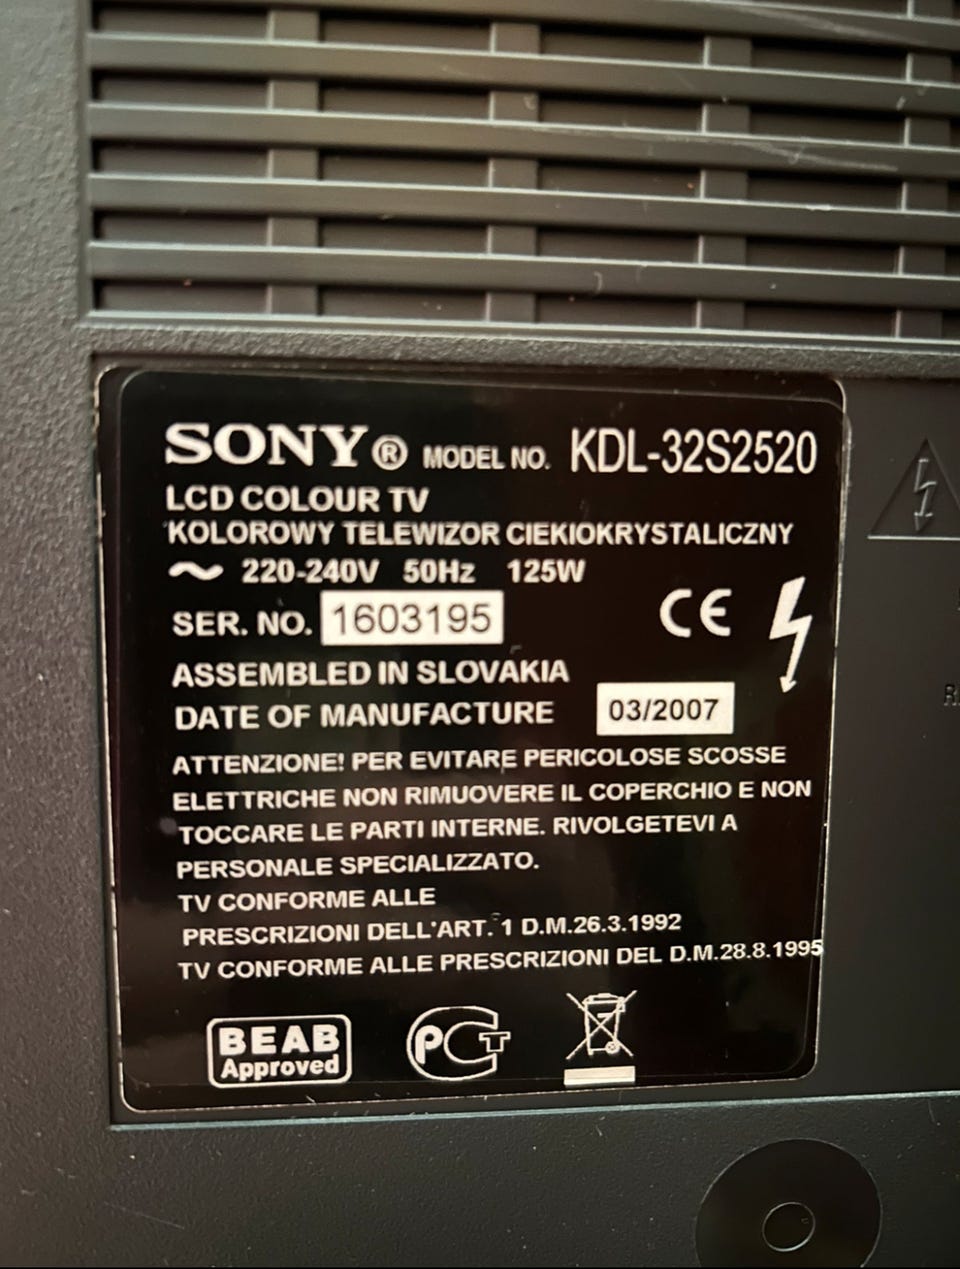 SONY® MODEL NO. KDL-32S2520
LCD COLOUR TV
KOLOROWY TELEWIZOR CIEKIOKRYSTALICZNY
~ 220-240V 50Hz 125W
SER. NO. 1603195
CE
ASSEMBLED IN SLOVAKIA
DATE OF MANUFACTURE 03/2007
ATTENZIONE! PER EVITARE PERICOLOSE SCOSSE
ELETTRICHE NON RIMUOVERE IL COPERCHIO E NON
TOCCARE LE PARTI INTERNE. RIVOLGETEVI A
PERSONALE SPECIALIZZATO.
TV CONFORME ALLE
PRESCRIZIONI DELL'ART. 1 D.M.26.3.1992
TV CONFORME ALLE PRESCRIZIONI DEL D.M.28.8.1995
BEAB
Approved
PCT